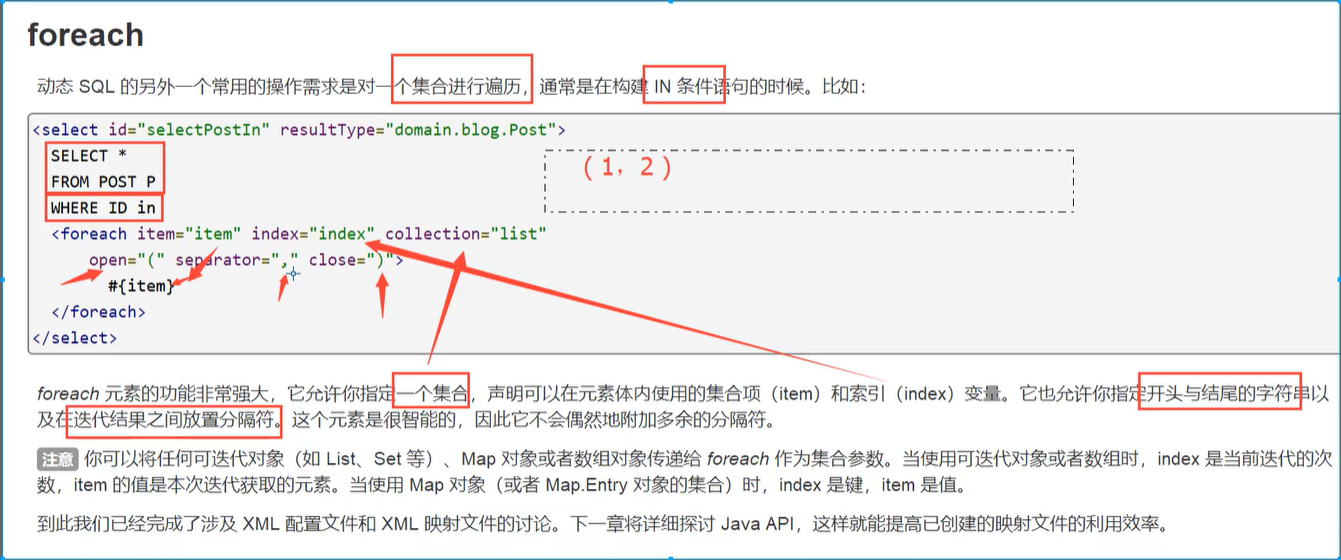 foreach
动态 SQL 的另外一个常用的操作需求是对一个集合进行遍历，通常是在构建 IN 条件语句的时候。比如：
<select id="selectPostIn" resultType="domain.blog.Post">
SELECT *
(1，2)
FROM POST P
WHERE ID in
<foreach item="item" index="index" collection="list"
open="(" separator="," close=")">
#{item}
</foreach>
</select>
foreach 元素的功能非常强大，它允许你指定一个集合，声明可以在元素体内使用的集合项（item）和索引（index）变量。它也允许你指定开头与结尾的字符串以
及在迭代结果之间放置分隔符。这个元素是很智能的，因此它不会偶然地附加多余的分隔符。
注意 你可以将任何可迭代对象（如 List、Set 等）、Map 对象或者数组对象传递给 foreach 作为集合参数。当使用可迭代对象或者数组时，index 是当前迭代的次
数，item 的值是本次迭代获取的元素。当使用 Map 对象（或者 Map.Entry 对象的集合）时，index 是键，item 是值。
到此我们已经完成了涉及 XML 配置文件和 XML 映射文件的讨论。下一章将详细探讨 Java API，这样就能提高已创建的映射文件的利用效率。